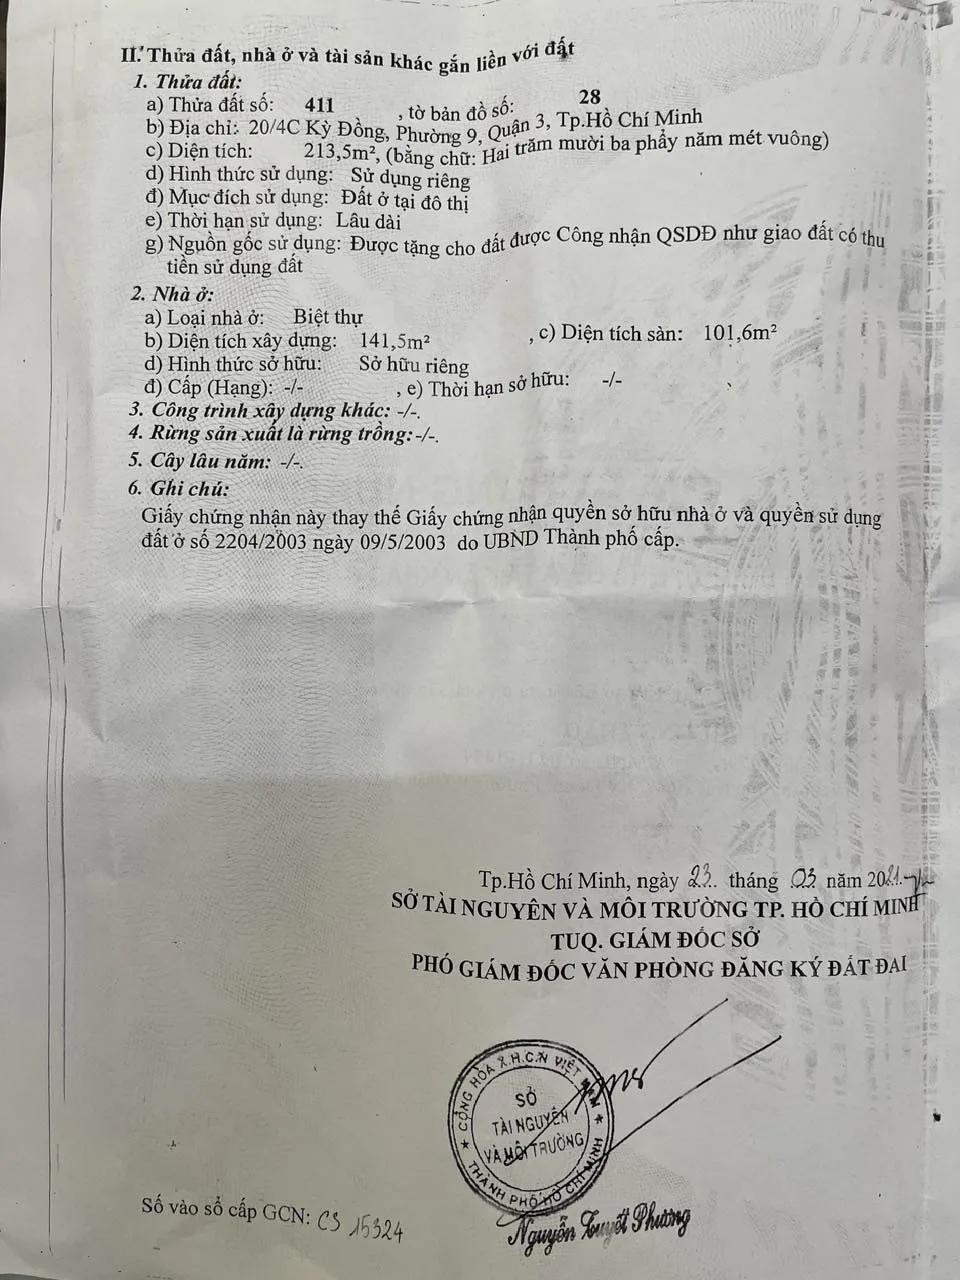 II. Thửa đất, nhà ở và tài sản khác gắn liền với đất
1. Thửa đất:
a) Thửa đất số: 411 , tờ bản đồ số: 28
b) Địa chỉ: 20/4C Kỳ Đồng, Phường 9, Quận 3, Tp.Hồ Chí Minh
c) Diện tích: 213,5m², (bằng chữ: Hai trăm mười ba phẩy năm mét vuông)
d) Hình thức sử dụng: Sử dụng riêng
đ) Mục đích sử dụng: Đất ở tại đô thị
e) Thời hạn sử dụng: Lâu dài
g) Nguồn gốc sử dụng: Được tặng cho đất được Công nhận QSDĐ như giao đất có thu
tiền sử dụng đất
2. Nhà ở:
a) Loại nhà ở: Biệt thự
b) Diện tích xây dựng: 141,5m² , c) Diện tích sàn: 101,6m²
d) Hình thức sở hữu: Sở hữu riêng
đ) Cấp (Hạng): -/- , e) Thời hạn sở hữu: -/-
3. Công trình xây dựng khác: -/-.
4. Rừng sản xuất là rừng trồng: -/-.
5. Cây lâu năm: -/-.
6. Ghi chú:
Giấy chứng nhận này thay thế Giấy chứng nhận quyền sở hữu nhà ở và quyền sử dụng
đất ở số 2204/2003 ngày 09/5/2003 do UBND Thành phố cấp.
Tp.Hồ Chí Minh, ngày 23. tháng 03 năm 2021
SỞ TÀI NGUYÊN VÀ MÔI TRƯỜNG TP. HỒ CHÍ MINH
TUQ. GIÁM ĐỐC SỞ
PHÓ GIÁM ĐỐC VĂN PHÒNG ĐĂNG KÝ ĐẤT ĐAI
CỘNG HÒA X.H.C.N VIỆT NAM
SỞ
TÀI NGUYÊN
VÀ MÔI TRƯỜNG
THÀNH PHỐ HỒ CHÍ MINH
Số vào sổ cấp GCN: CS 15324
Nguyễn Tuyết Phương